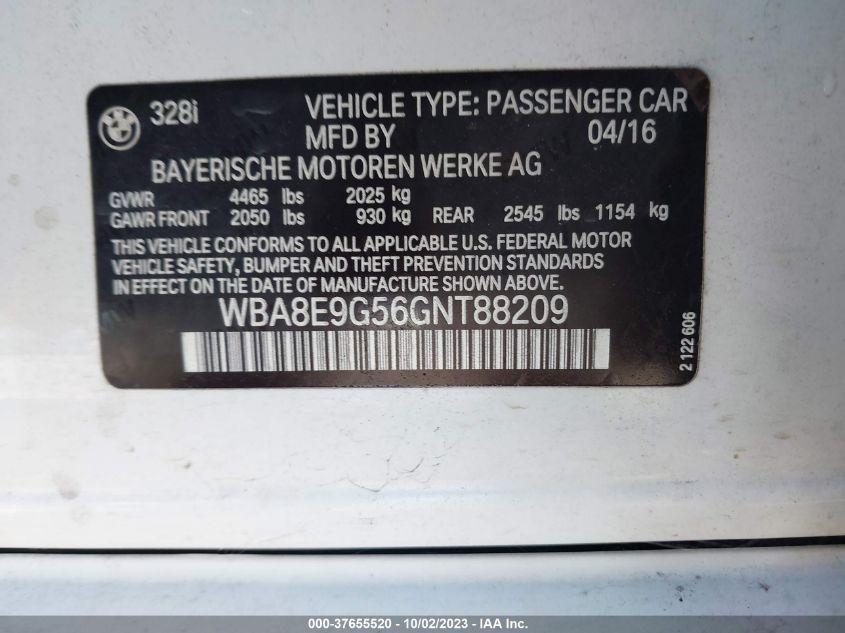 BMW
328i VEHICLE TYPE: PASSENGER CAR
MFD BY 04/16
BAYERISCHE MOTOREN WERKE AG
GVWR 4465 lbs 2025 kg
GAWR FRONT 2050 lbs 930 kg REAR 2545 lbs 1154 kg
THIS VEHICLE CONFORMS TO ALL APPLICABLE U.S. FEDERAL MOTOR
VEHICLE SAFETY, BUMPER AND THEFT PREVENTION STANDARDS
IN EFFECT ON THE DATE OF MANUFACTURE SHOWN ABOVE.
WBA8E9G56GNT88209
2 122 606
000-37655520 - 10/02/2023 - IAA Inc.